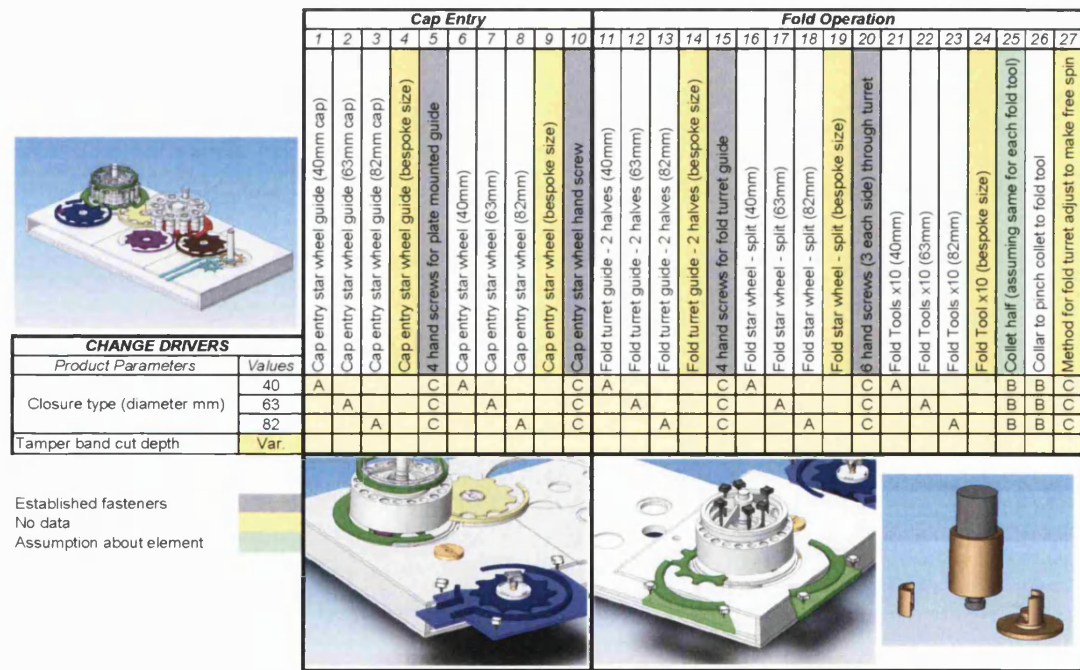 Cap Entry
Fold Operation
1 2 3 4 5 6 7 8 9 10 11 12 13 14 15 16 17 18 19 20 21 22 23 24 25 26 27
Cap entry star wheel guide (40mm cap)
Cap entry star wheel guide (63mm cap)
Cap entry star wheel guide (82mm cap)
Cap entry star wheel guide (bespoke size)
4 hand screws for plate mounted guide
Cap entry star wheel (40mm)
Cap entry star wheel (63mm)
Cap entry star wheel (82mm)
Cap entry star wheel (bespoke size)
Cap entry star wheel hand screw
Fold turret guide - 2 halves (40mm)
Fold turret guide - 2 halves (63mm)
Fold turret guide - 2 halves (82mm)
Fold turret guide - 2 halves (bespoke size)
4 hand screws for fold turret guide
Fold star wheel - split (40mm)
Fold star wheel - split (63mm)
Fold star wheel - split (82mm)
Fold star wheel - split (bespoke size)
6 hand screws (3 each side) through turret
Fold Tools x10 (40mm)
Fold Tools x10 (63mm)
Fold Tools x10 (82mm)
Fold Tool x10 (bespoke size)
Collet half (assuming same for each fold tool)
Collar to pinch collet to fold tool
Method for fold turret adjust to make free spin
CHANGE DRIVERS
Product Parameters Values
40 A C A C A C A C A B B C
Closure type (diameter mm) 63 A C A C A C A C A B B C
82 A C A C A C A C A B B C
Tamper band cut depth Var.
Established fasteners
No data
Assumption about element